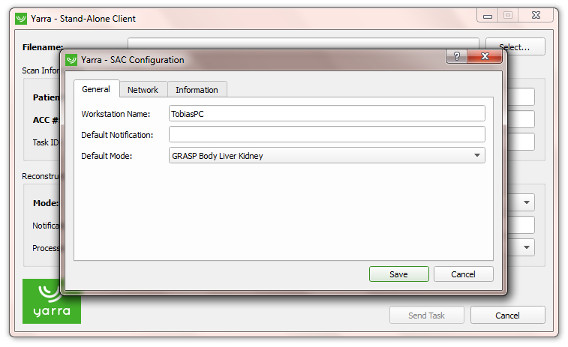 Yarra - Stand-Alone Client
Filename:
Select...
Yarra - SAC Configuration
Scan Infor
General
Network
Information
Patien
Workstation Name:
TobiasPC
ACC #
Default Notification:
Task ID
Default Mode:
GRASP Body Liver Kidney
Reconstru
Mode:
Notifica
Proces
Save
Cancel
yarra
Send Task
Cancel